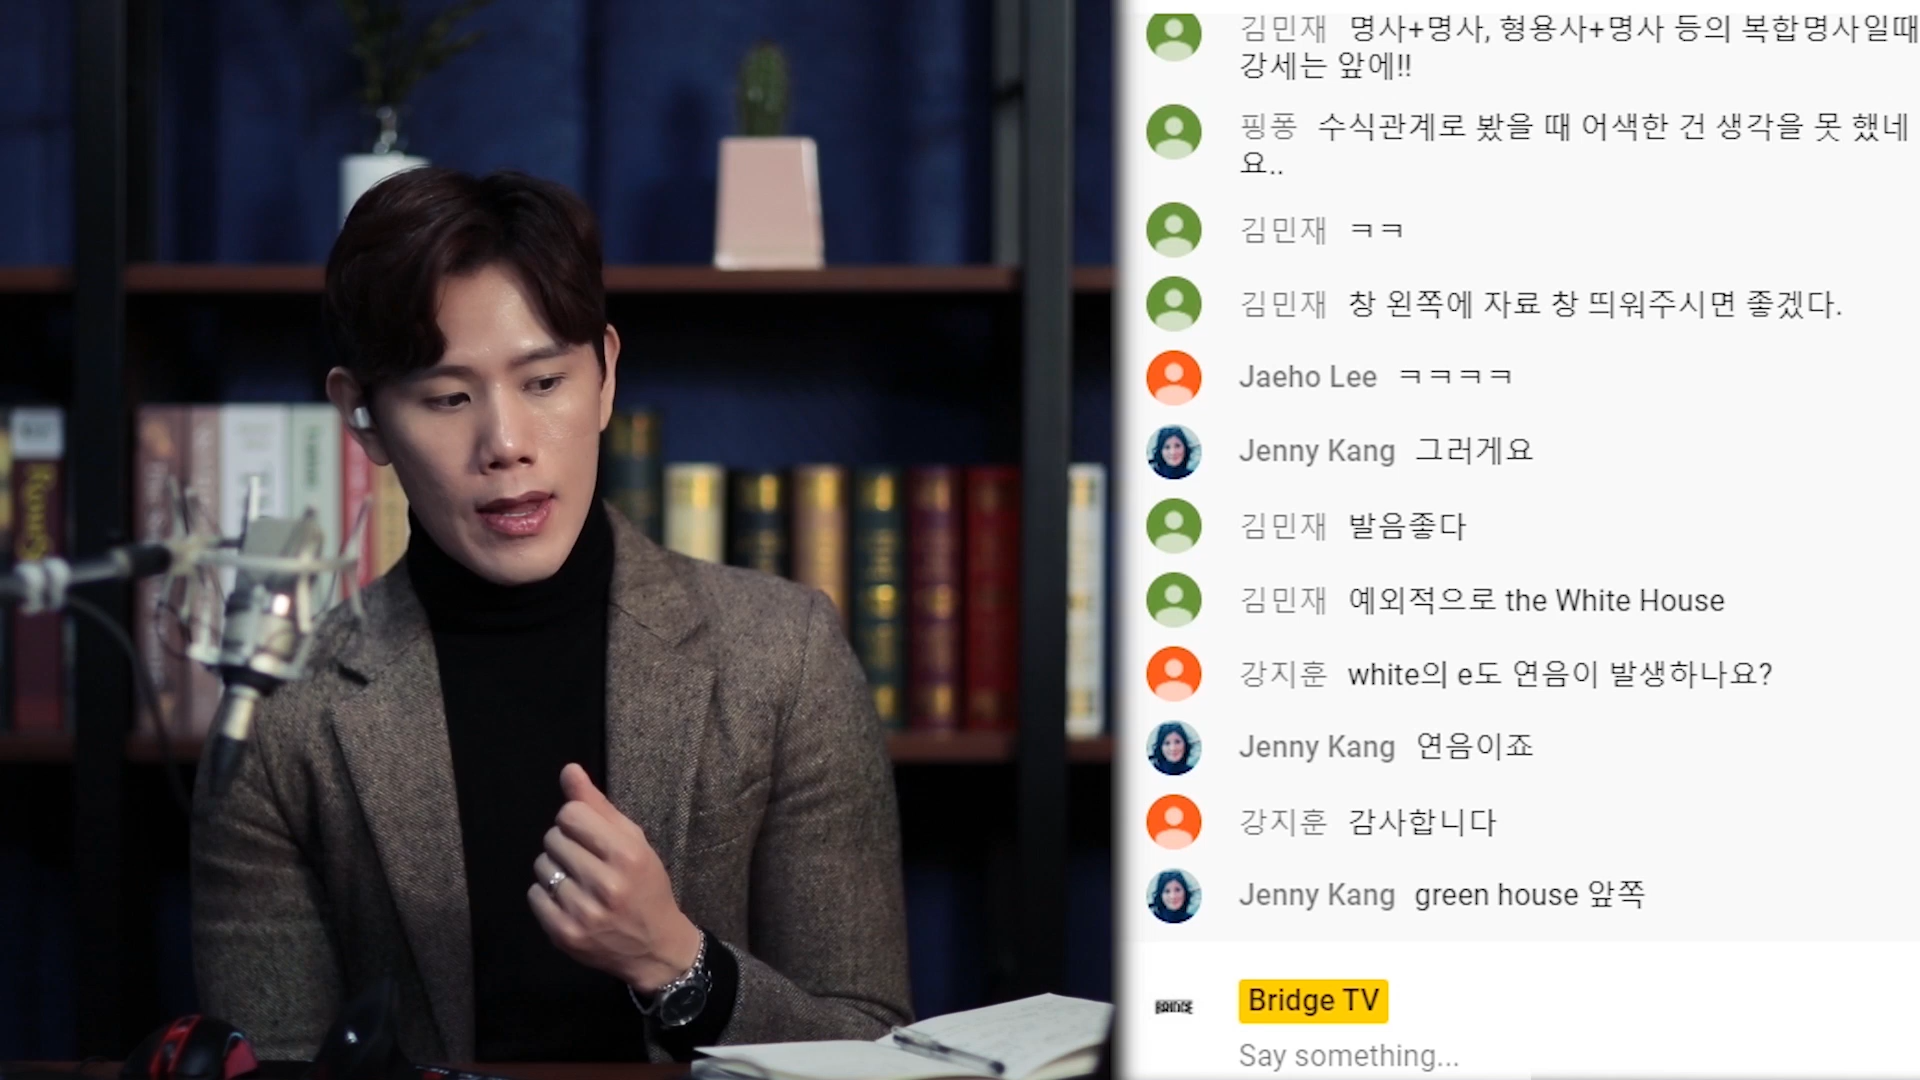 김민재 명사+명사, 형용사+명사 등의 복합명사일때
강세는 앞에!!
핑퐁 수식관계로 봤을 때 어색한 건 생각을 못 했네
요..
김민재 ㅋㅋ
김민재 창 왼쪽에 자료 창 띄워주시면 좋겠다.
Jaeho Lee ㅋㅋㅋㅋ
Jenny Kang 그러게요
김민재 발음좋다
김민재 예외적으로 the White House
강지훈 white의 e도 연음이 발생하나요?
Jenny Kang 연음이죠
강지훈 감사합니다
Jenny Kang green house 앞쪽
BRIDGE
Bridge TV
Say something...